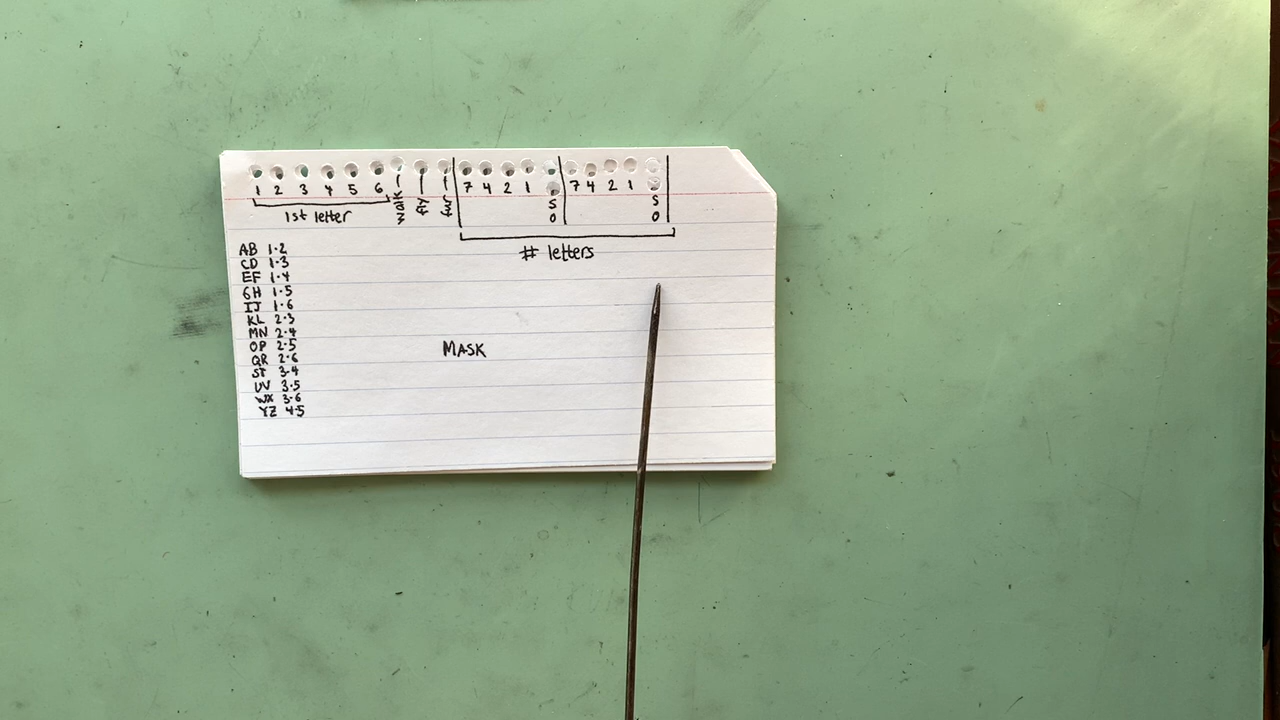 1 2 3 4 5 6 walk fly fur 7 4 2 1 S O 7 4 2 1 S O
1st letter
# letters
AB 1·2
CD 1·3
EF 1·4
GH 1·5
IJ 1·6
KL 2·3
MN 2·4
OP 2·5
QR 2·6
ST 3·4
UV 3·5
WX 3·6
YZ 4·5
MASK